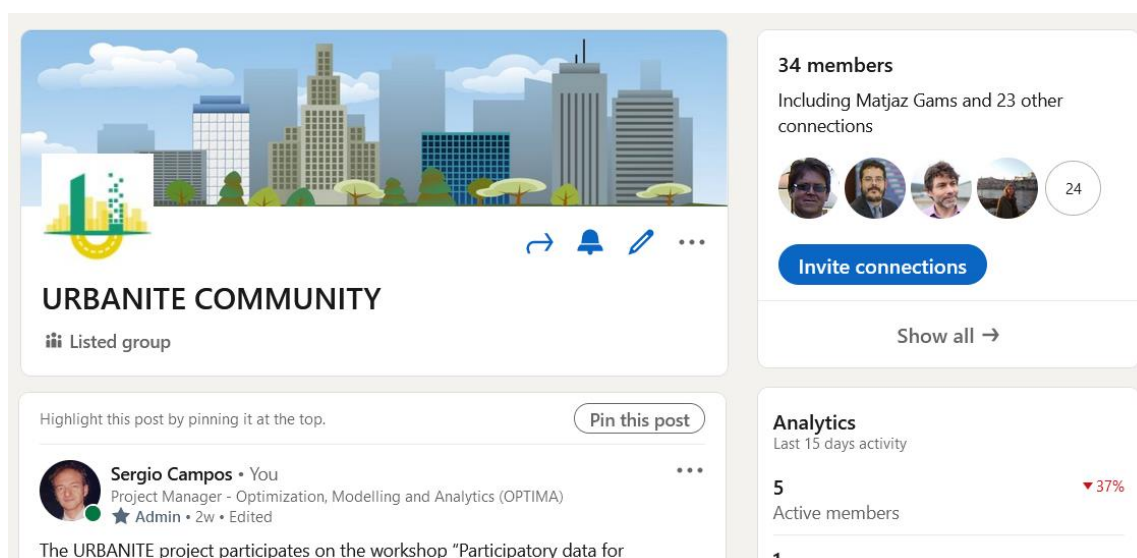 URBANITE COMMUNITY
Listed group
Highlight this post by pinning it at the top.
Pin this post
Sergio Campos • You
Project Manager - Optimization, Modelling and Analytics (OPTIMA)
Admin • 2w • Edited
The URBANITE project participates on the workshop "Participatory data for
34 members
Including Matjaz Gams and 23 other
connections
24
Invite connections
Show all →
Analytics
Last 15 days activity
5
▼37%
Active members